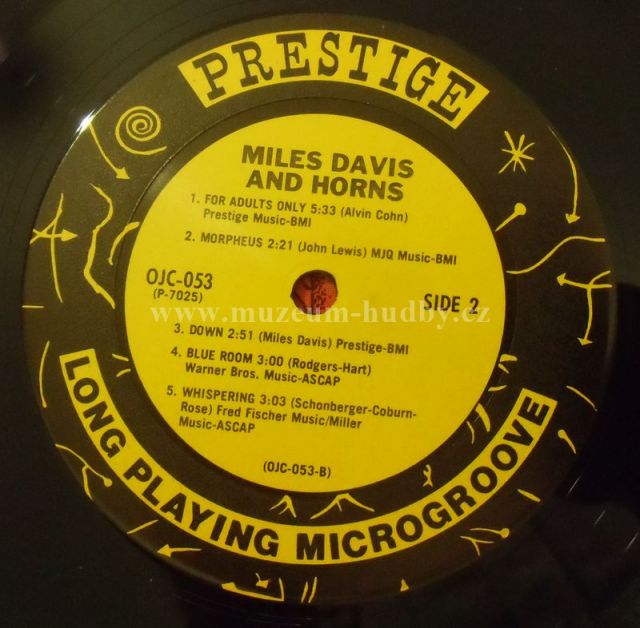 PRESTIGE
MILES DAVIS
AND HORNS
1. FOR ADULTS ONLY 5:33 (Alvin Cohn)
Prestige Music-BMI
2. MORPHEUS 2:21 (John Lewis) MJQ Music-BMI
OJC-053
(P-7025)
SIDE 2
www.muzeum-hudby.cz
3. DOWN 2:51 (Miles Davis) Prestige-BMI
4. BLUE ROOM 3:00 (Rodgers-Hart)
Warner Bros. Music-ASCAP
5. WHISPERING 3:03 (Schonberger-Coburn-
Rose) Fred Fischer Music/Miller
Music-ASCAP
(OJC-053-B)
LONG PLAYING MICROGROOVE